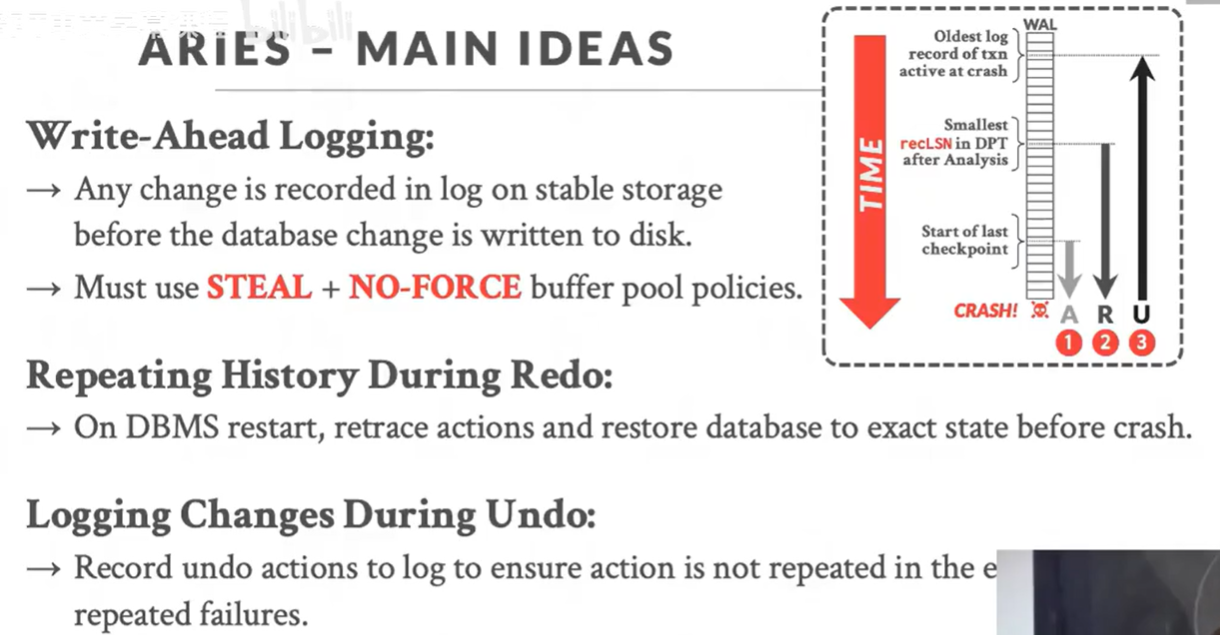 bilibili
ARIES – MAIN IDEAS
Write-Ahead Logging:
→ Any change is recorded in log on stable storage
before the database change is written to disk.
→ Must use STEAL + NO-FORCE buffer pool policies.
Repeating History During Redo:
→ On DBMS restart, retrace actions and restore database to exact state before crash.
Logging Changes During Undo:
→ Record undo actions to log to ensure action is not repeated in the
repeated failures.
WAL
Oldest log
record of txn
active at crash
Smallest
recLSN in DPT
after Analysis
Start of last
checkpoint
TIME
CRASH!
A R U
1 2 3